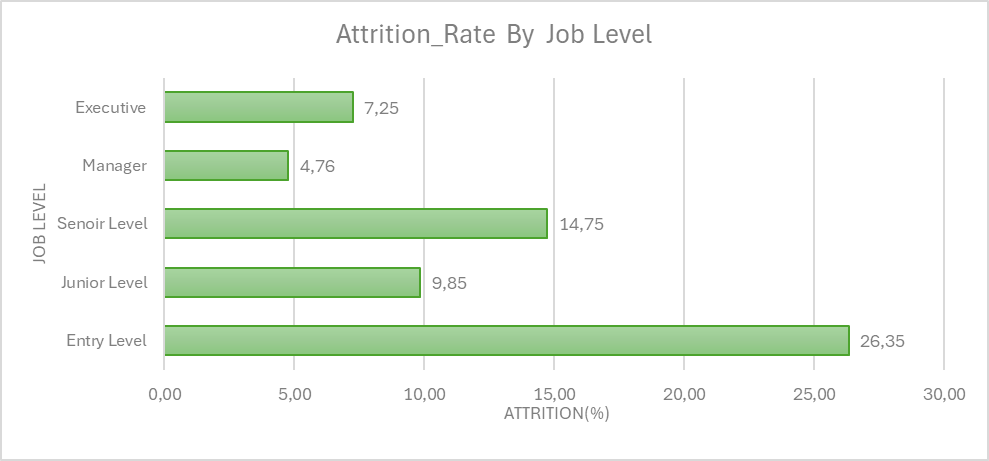 Attrition_Rate By Job Level
JOB LEVEL
Executive 7,25
Manager 4,76
Senoir Level 14,75
Junior Level 9,85
Entry Level 26,35
0,00 5,00 10,00 15,00 20,00 25,00 30,00
ATTRITION(%)